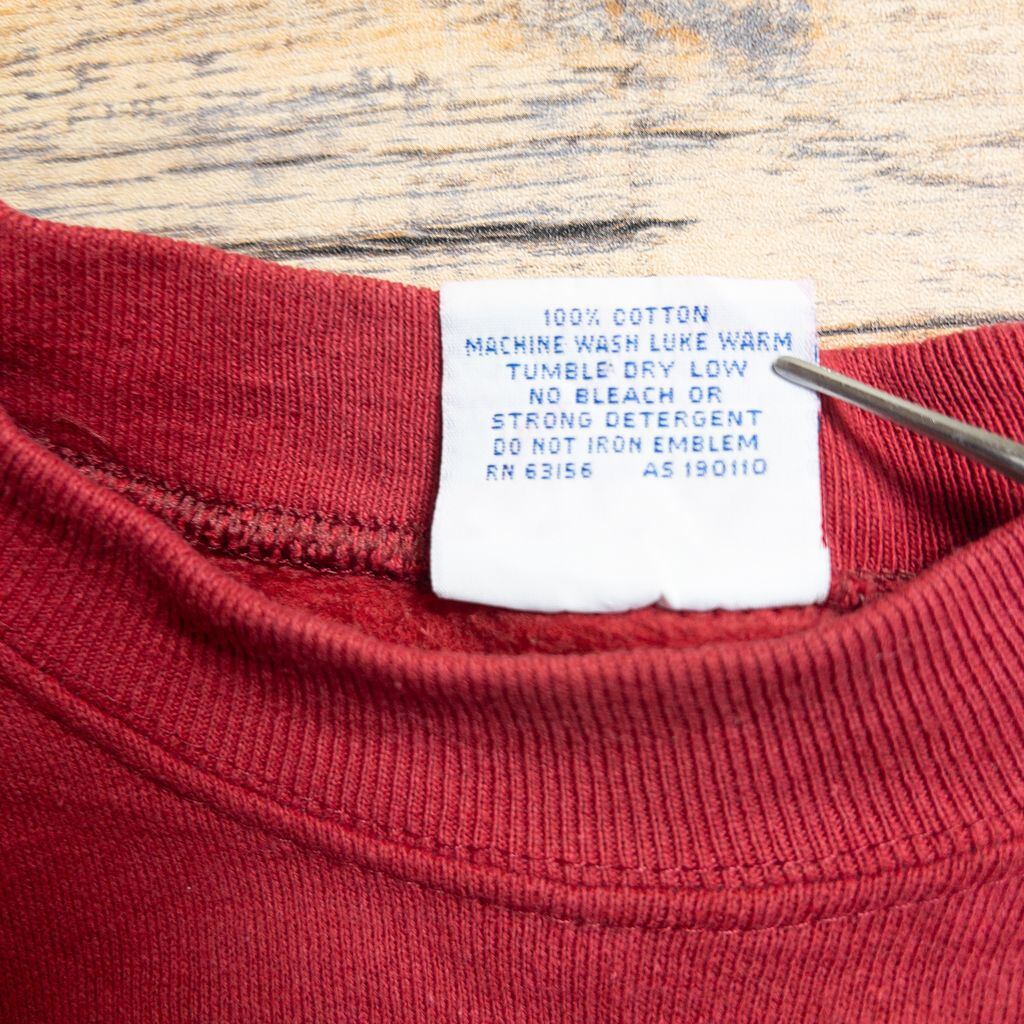 100% COTTON
MACHINE WASH LUKE WARM
TUMBLE DRY LOW
NO BLEACH OR
STRONG DETERGENT
DO NOT IRON EMBLEM
RN 63156 AS 190110